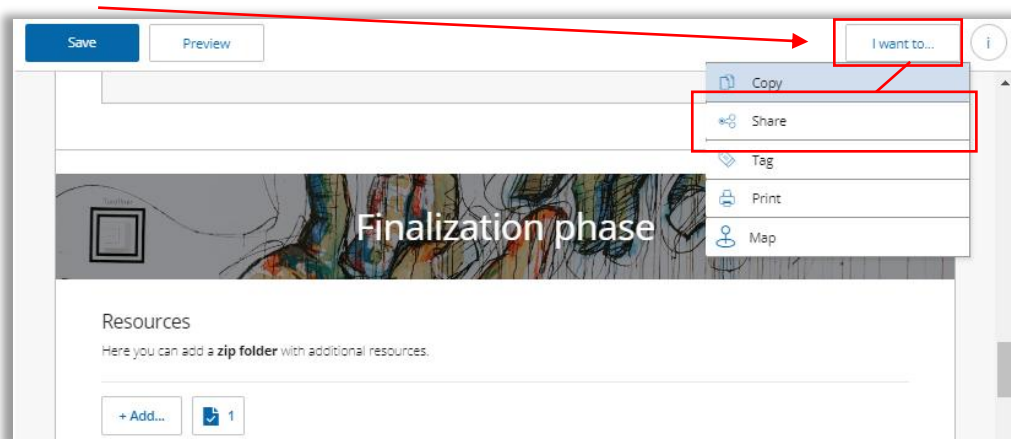 Save
Preview
I want to...
i
Copy
Share
Tag
Print
Map
Finalization phase
Resources
Here you can add a zip folder with additional resources.
+ Add...
1